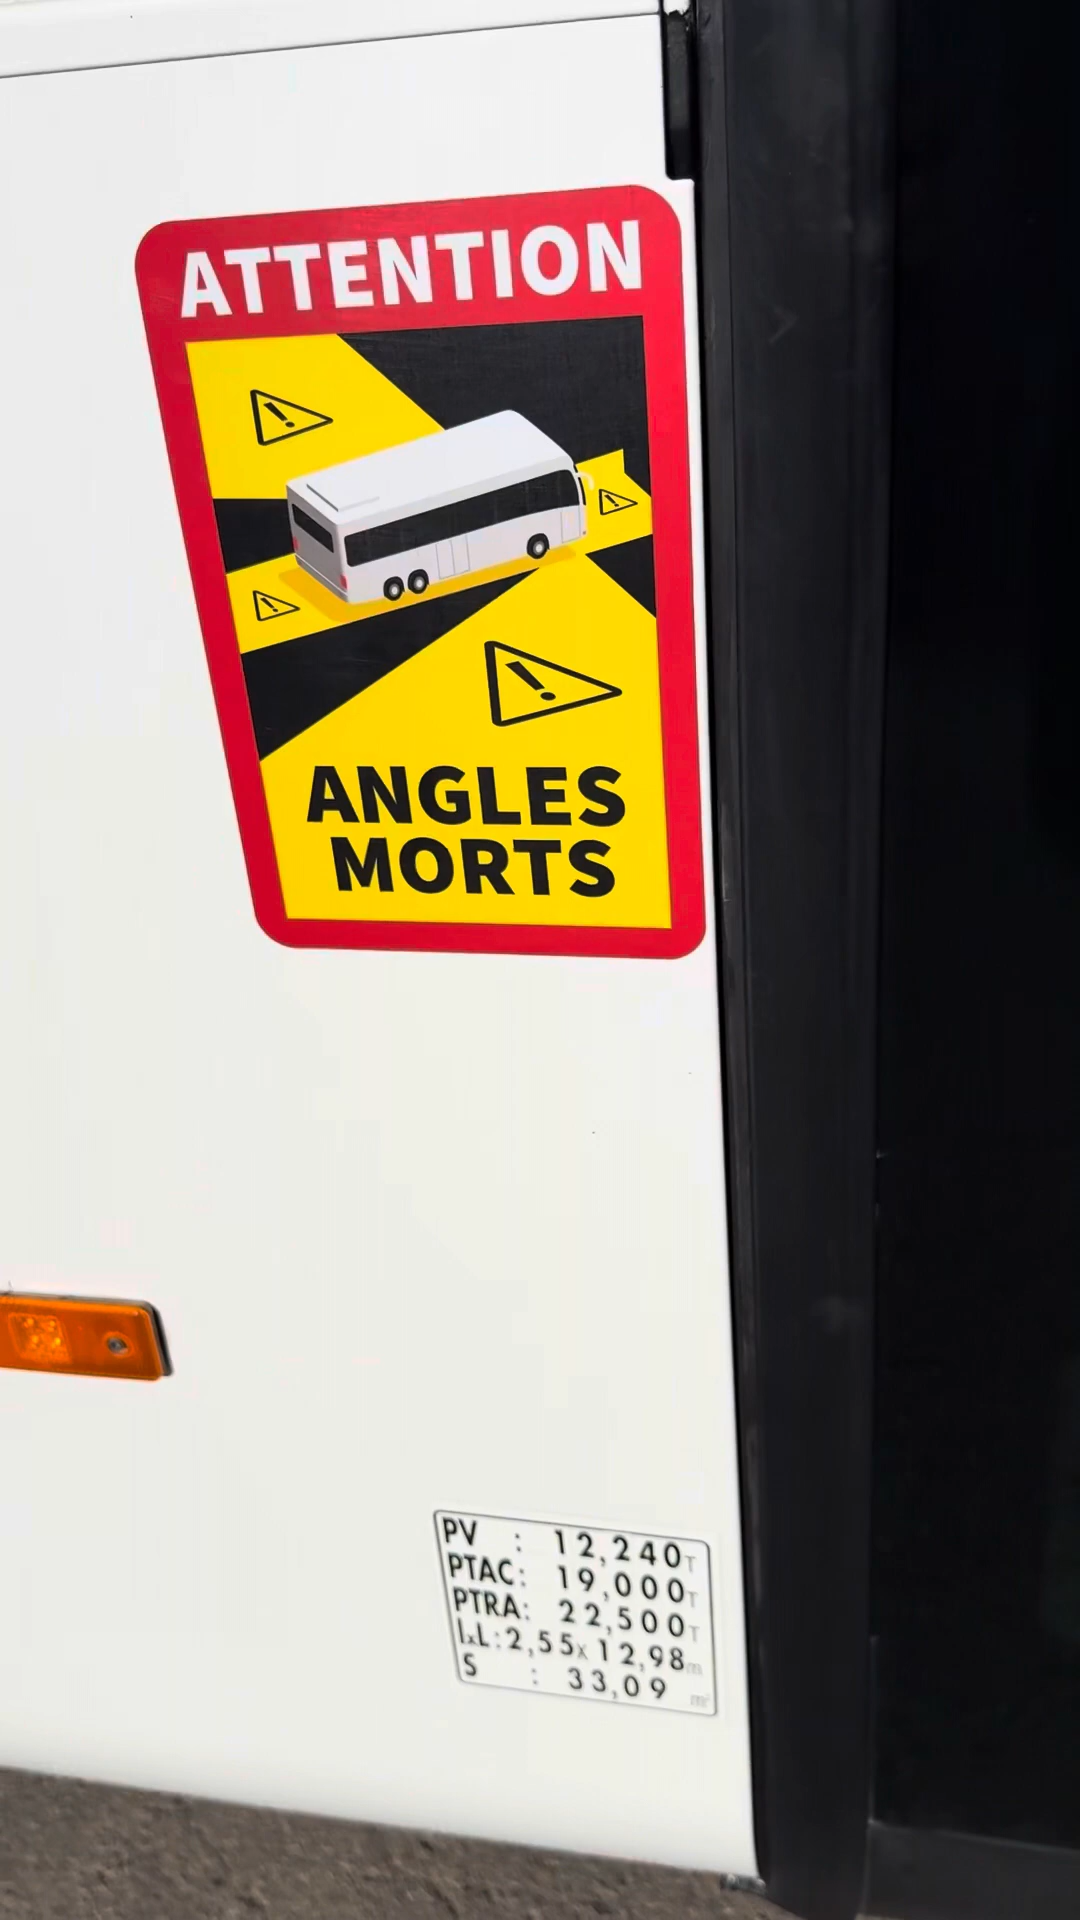 ATTENTION
ANGLES
MORTS
PV : 12,240T
PTAC: 19,000T
PTRA: 22,500T
lxL:2,55x12,98m
S : 33,09 m²